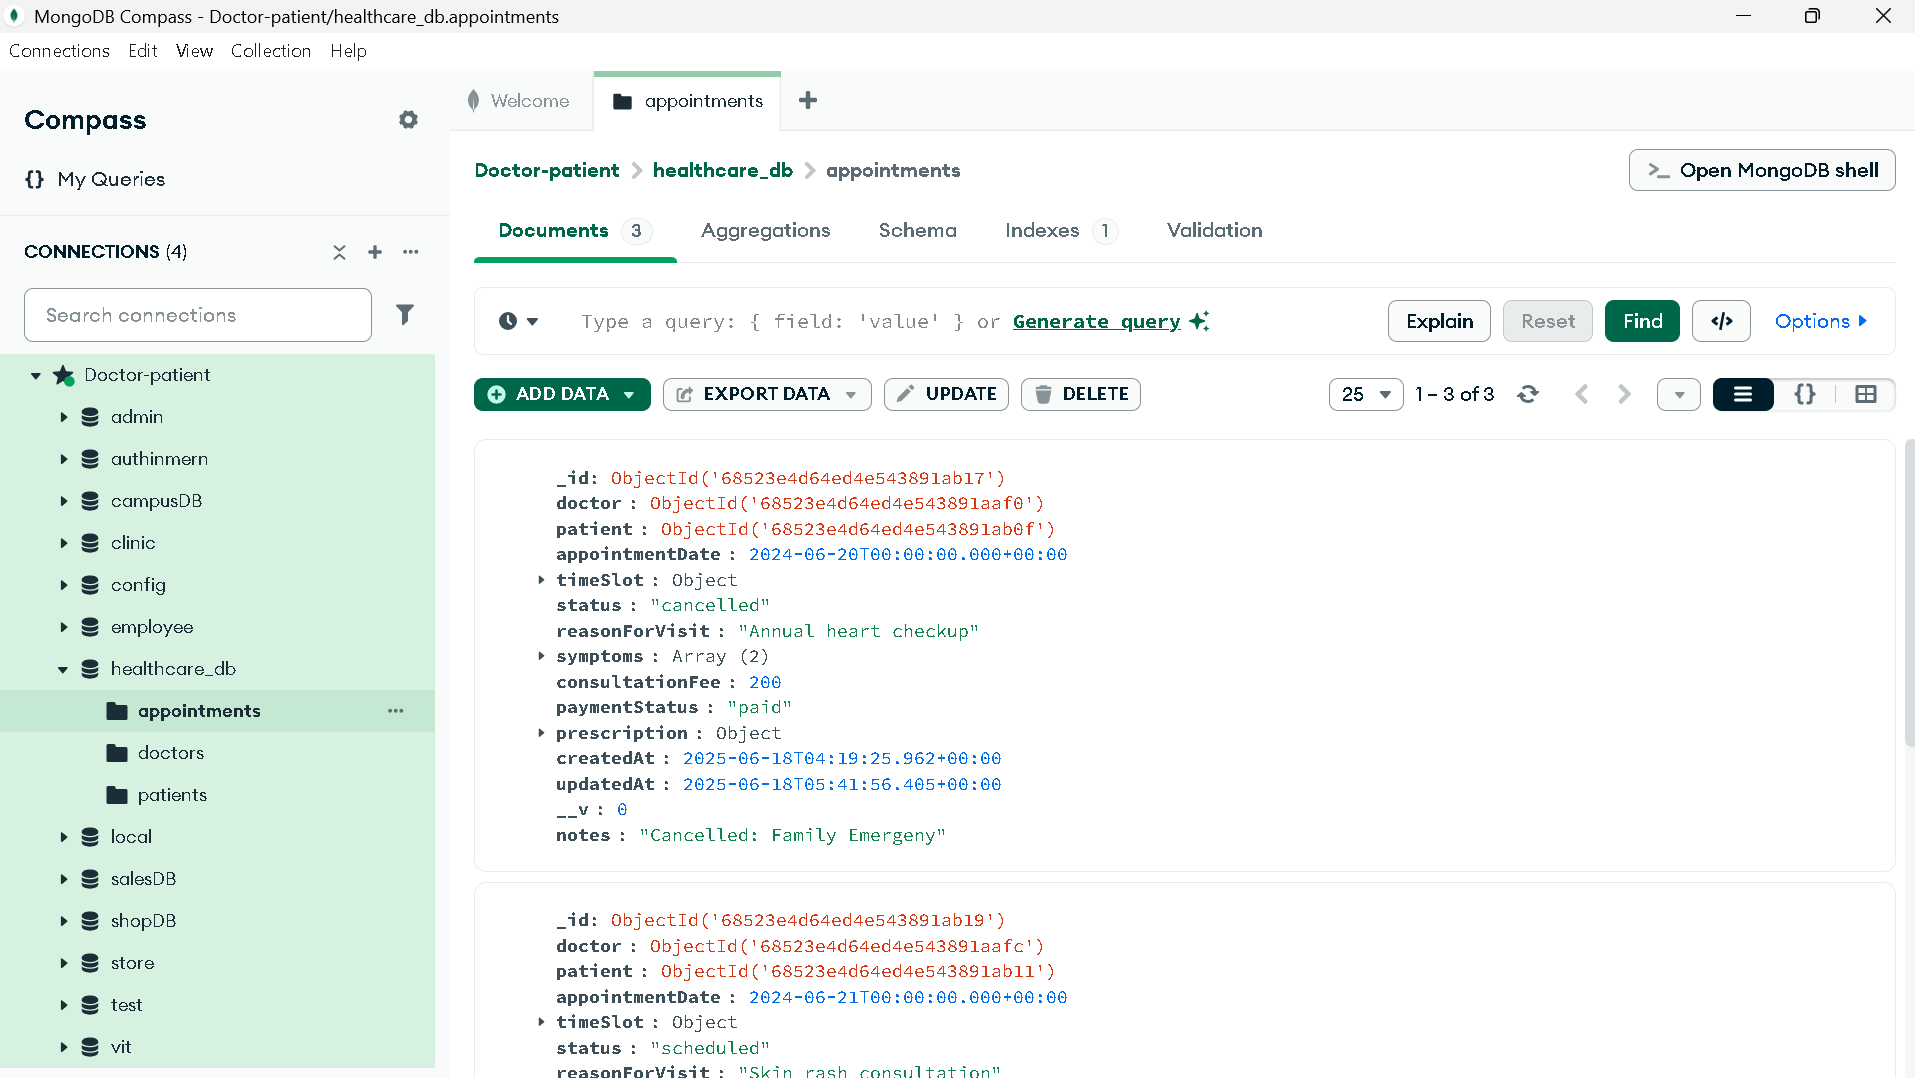 MongoDB Compass - Doctor-patient/healthcare_db.appointments
Connections Edit View Collection Help
Compass
{} My Queries
CONNECTIONS (4)
Search connections
Doctor-patient
admin
authinmern
campusDB
clinic
config
employee
healthcare_db
appointments
doctors
patients
local
salesDB
shopDB
store
test
vit
Welcome appointments
Doctor-patient > healthcare_db > appointments
>_ Open MongoDB shell
Documents 3 Aggregations Schema Indexes 1 Validation
Type a query: { field: 'value' } or Generate query
Explain Reset Find </> Options
ADD DATA EXPORT DATA UPDATE DELETE
25 1 – 3 of 3 {}
_id: ObjectId('68523e4d64ed4e543891ab17')
doctor : ObjectId('68523e4d64ed4e543891aaf0')
patient : ObjectId('68523e4d64ed4e543891ab0f')
appointmentDate : 2024-06-20T00:00:00.000+00:00
timeSlot : Object
status : "cancelled"
reasonForVisit : "Annual heart checkup"
symptoms : Array (2)
consultationFee : 200
paymentStatus : "paid"
prescription : Object
createdAt : 2025-06-18T04:19:25.962+00:00
updatedAt : 2025-06-18T05:41:56.405+00:00
__v : 0
notes : "Cancelled: Family Emergeny"
_id: ObjectId('68523e4d64ed4e543891ab19')
doctor : ObjectId('68523e4d64ed4e543891aafc')
patient : ObjectId('68523e4d64ed4e543891ab11')
appointmentDate : 2024-06-21T00:00:00.000+00:00
timeSlot : Object
status : "scheduled"
reasonForVisit : "Skin rash consultation"